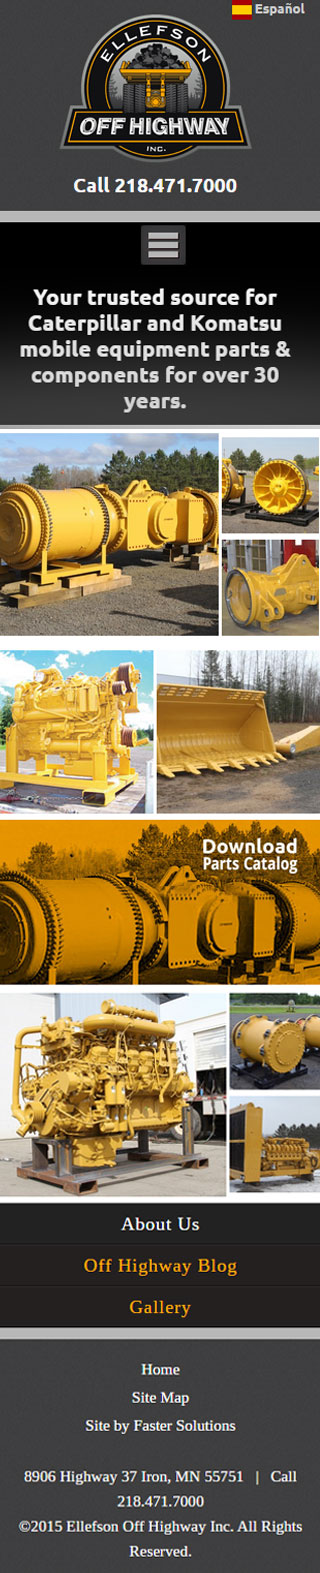 Español
ELLEFSON
OFF HIGHWAY
INC.
Call 218.471.7000
Your trusted source for
Caterpillar and Komatsu
mobile equipment parts &
components for over 30
years.
Download
Parts Catalog
About Us
Off Highway Blog
Gallery
Home
Site Map
Site by Faster Solutions
8906 Highway 37 Iron, MN 55751 | Call
218.471.7000
©2015 Ellefson Off Highway Inc. All Rights
Reserved.